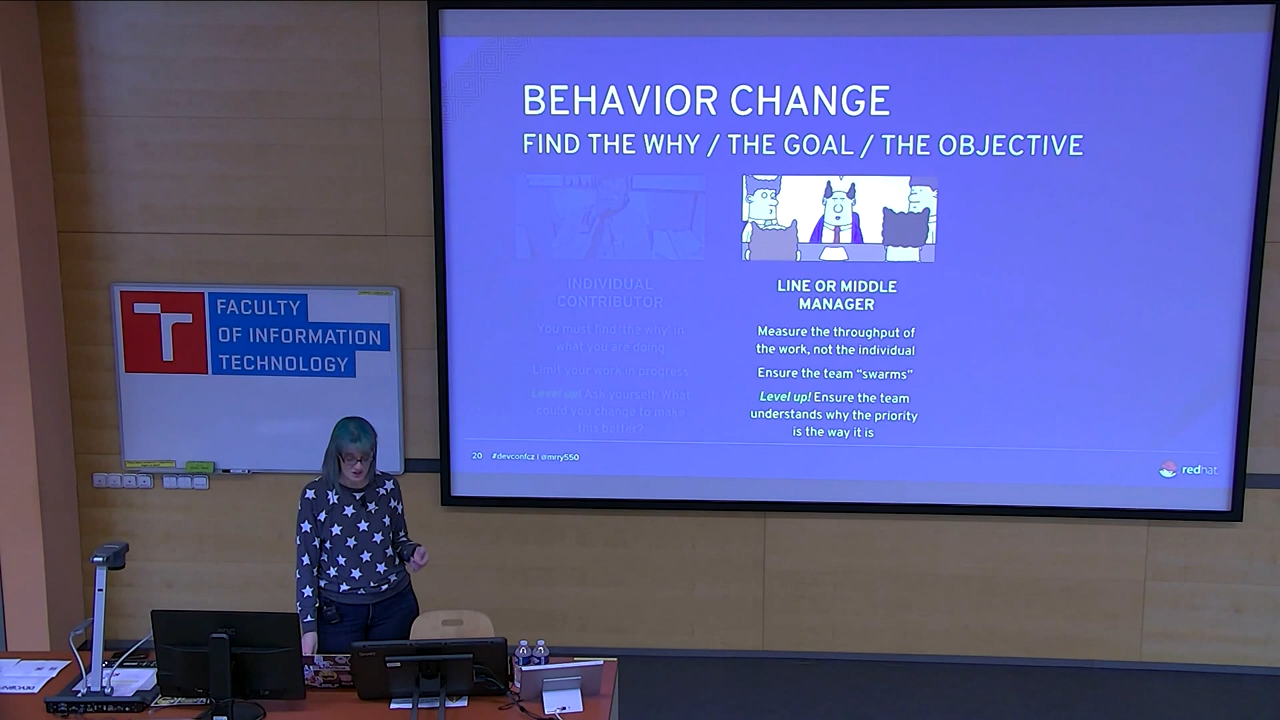 BEHAVIOR CHANGE
FIND THE WHY / THE GOAL / THE OBJECTIVE
INDIVIDUAL
CONTRIBUTOR
You must find 'the why' in
what you are doing
Limit your work in progress
Level up! Ask yourself: What
could you change to make
this better?
LINE OR MIDDLE
MANAGER
Measure the throughput of
the work, not the individual
Ensure the team “swarms”
Level up! Ensure the team
understands why the priority
is the way it is
20 #devconfcz | @mrry550
redhat
FACULTY
OF INFORMATION
TECHNOLOGY